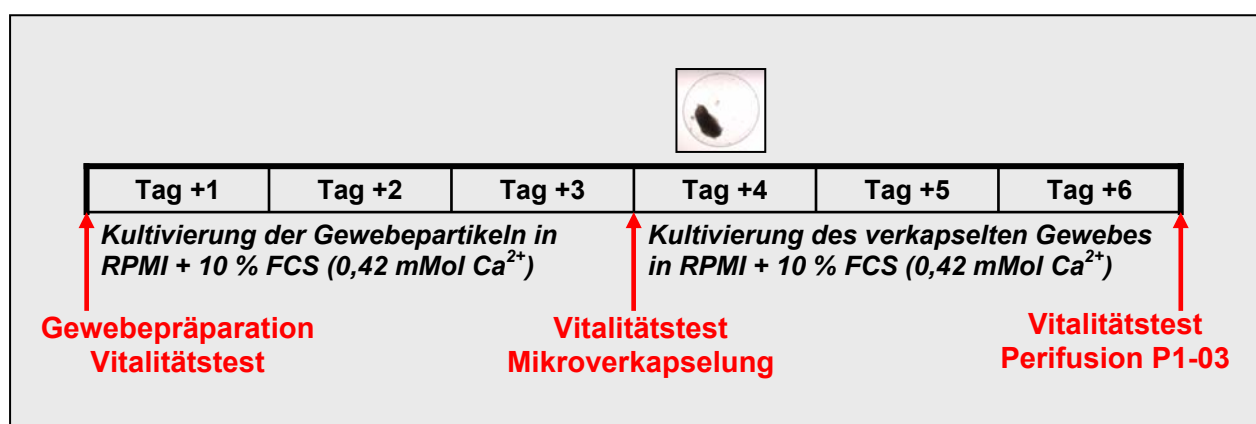 Tag +1 Tag +2 Tag +3 Tag +4 Tag +5 Tag +6
Kultivierung der Gewebepartikeln in
RPMI + 10 % FCS (0,42 mMol Ca²⁺)
Kultivierung des verkapselten Gewebes
in RPMI + 10 % FCS (0,42 mMol Ca²⁺)
Gewebepräparation
Vitalitätstest
Vitalitätstest
Mikroverkapselung
Vitalitätstest
Perifusion P1-03